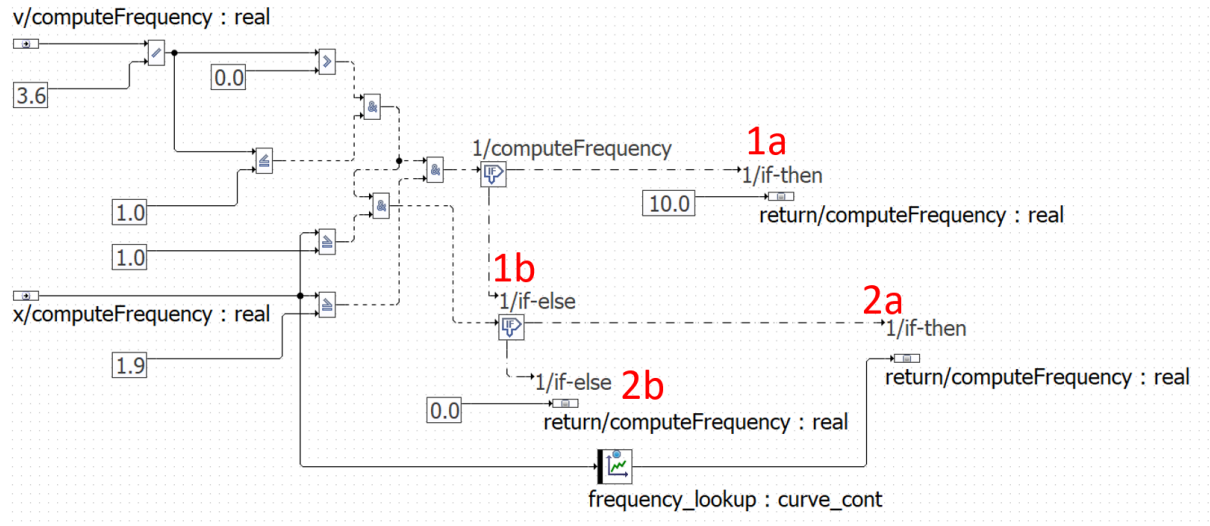 v/computeFrequency : real
3.6
0.0
&
1.0
&
1/computeFrequency
IF
1a
1/if-then
10.0
return/computeFrequency : real
&
1.0
1b
1/if-else
IF
x/computeFrequency : real
2a
1/if-then
1.9
return/computeFrequency : real
1/if-else
2b
0.0
return/computeFrequency : real
frequency_lookup : curve_cont